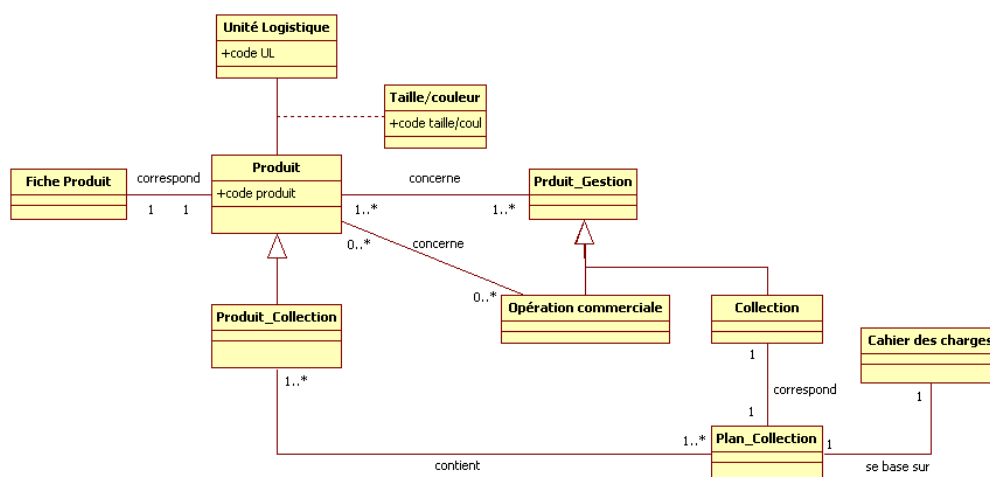 Unité Logistique
+code UL
Taille/couleur
+code taille/coul
Fiche Produit
correspond
1
1
Produit
+code produit
concerne
1..*
1..*
Prduit_Gestion
0..*
concerne
0..*
Produit_Collection
Opération commerciale
Collection
Cahier des charges
1..*
1
correspond
1
1
1..*
Plan_Collection
1
contient
se base sur